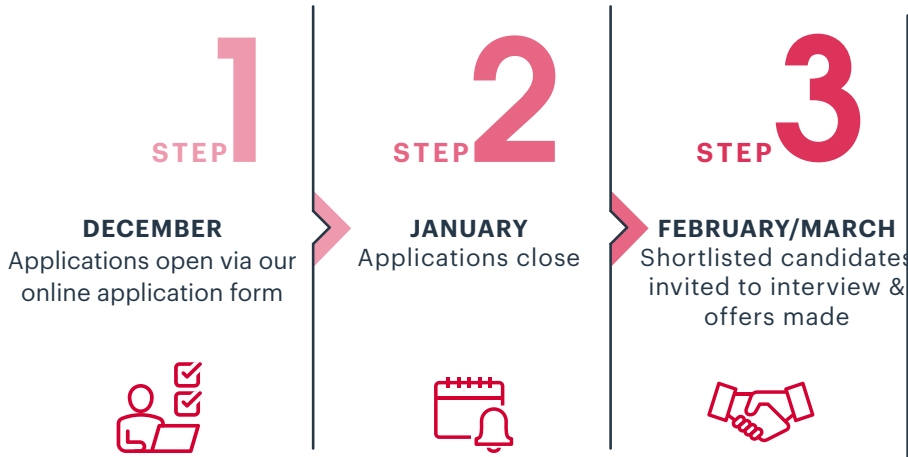 STEP 1
DECEMBER
Applications open via our
online application form
STEP 2
JANUARY
Applications close
STEP 3
FEBRUARY/MARCH
Shortlisted candidates
invited to interview &
offers made